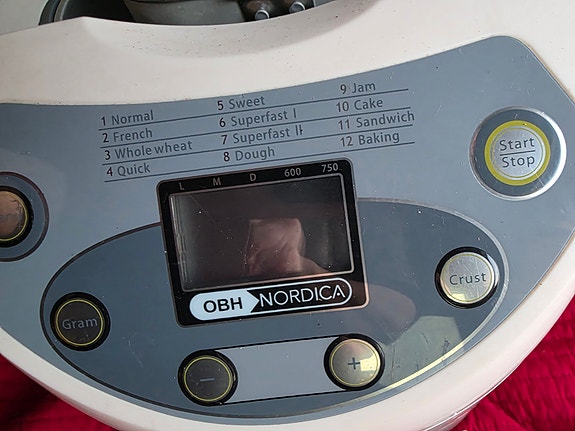 1 Normal 5 Sweet 9 Jam
2 French 6 Superfast I 10 Cake
3 Whole wheat 7 Superfast II 11 Sandwich
4 Quick 8 Dough 12 Baking
Start
Stop
L M D 600 750
OBH NORDICA
Crust
Gram
- +